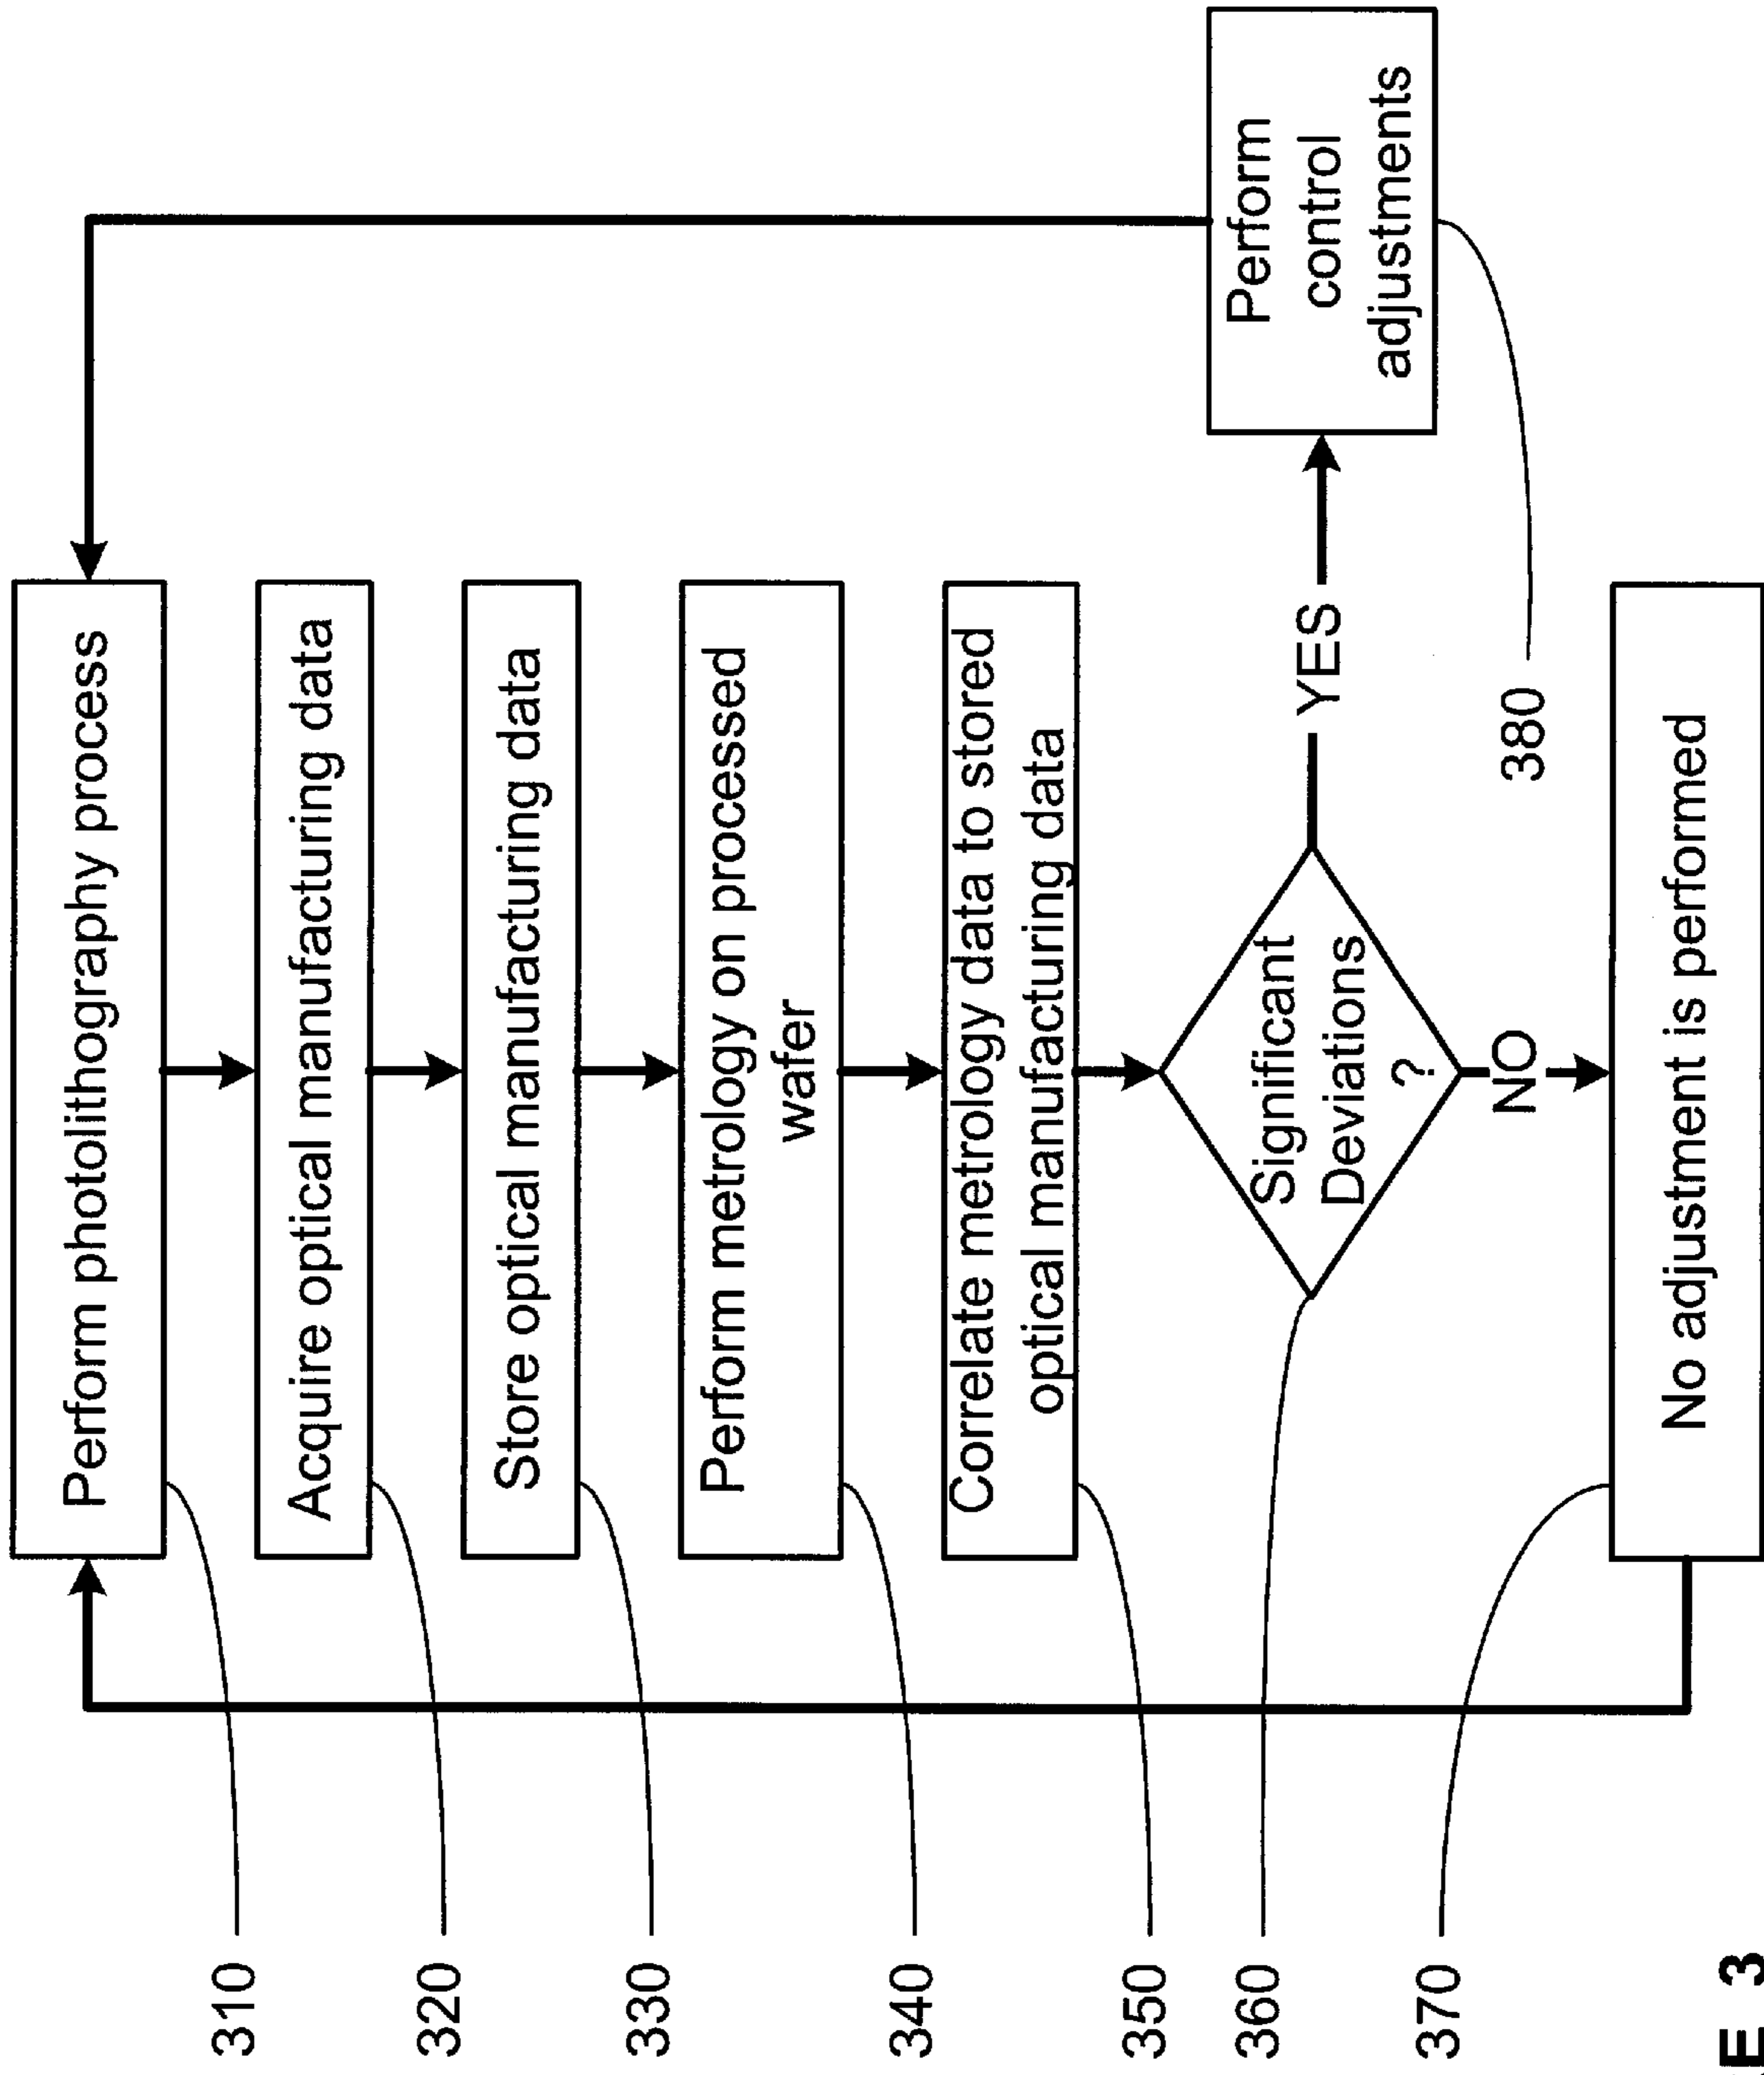 Perform photolithography process
310
Acquire optical manufacturing data
320
Store optical manufacturing data
330
Perform metrology on processed
wafer
340
Correlate metrology data to stored
optical manufacturing data
350
Significant
Deviations
?
360
YES
Perform
control
adjustments
380
NO
No adjustment is performed
370
E 3